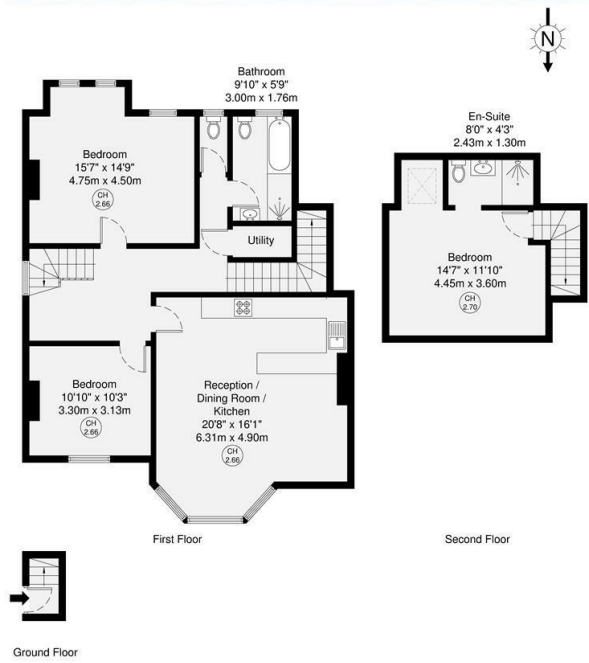 N
Bathroom
9'10" x 5'9"
3.00m x 1.76m
En-Suite
8'0" x 4'3"
2.43m x 1.30m
Bedroom
15'7" x 14'9"
4.75m x 4.50m
CH
2.66
Utility
Bedroom
14'7" x 11'10"
4.45m x 3.60m
CH
2.70
Bedroom
10'10" x 10'3"
3.30m x 3.13m
CH
2.66
Reception /
Dining Room /
Kitchen
20'8" x 16'1"
6.31m x 4.90m
CH
2.66
First Floor
Second Floor
Ground Floor